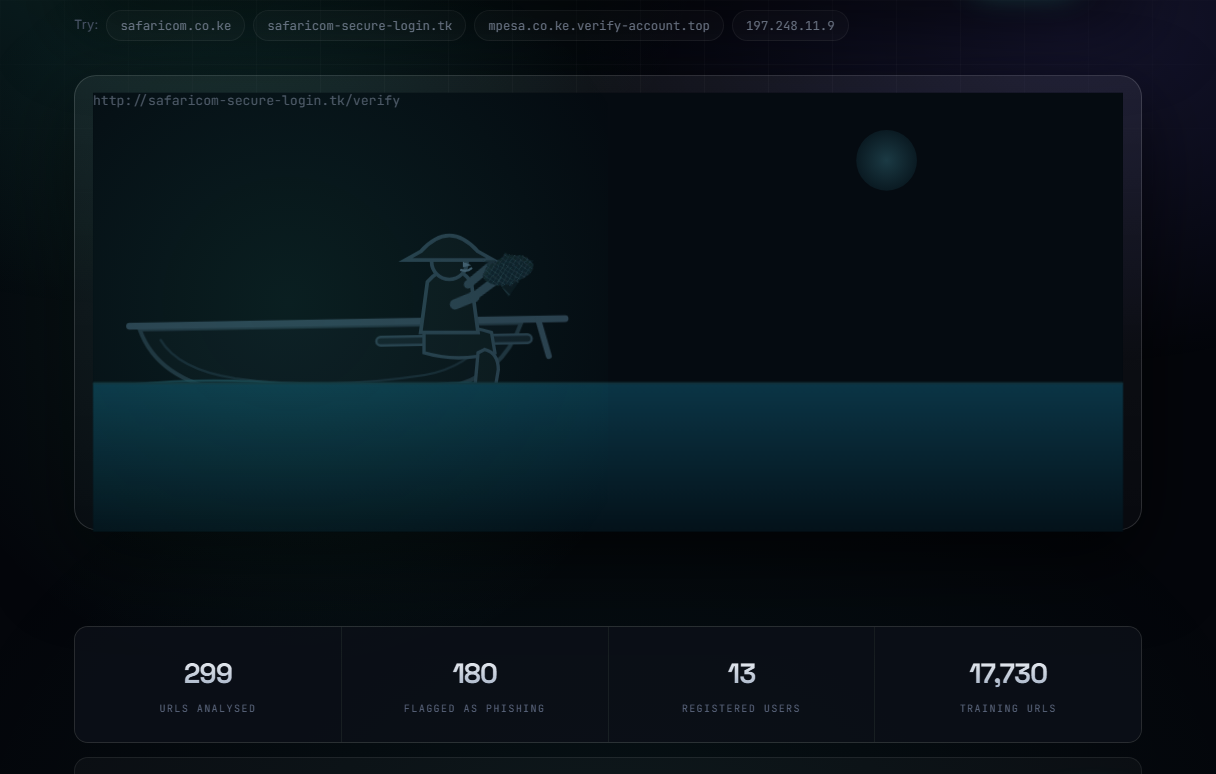 Try: safaricom.co.ke safaricom-secure-login.tk mpesa.co.ke.verify-account.top 197.248.11.9
http://safaricom-secure-login.tk/verify
299 180 13 17,730
URLS ANALYSED FLAGGED AS PHISHING REGISTERED USERS TRAINING URLS